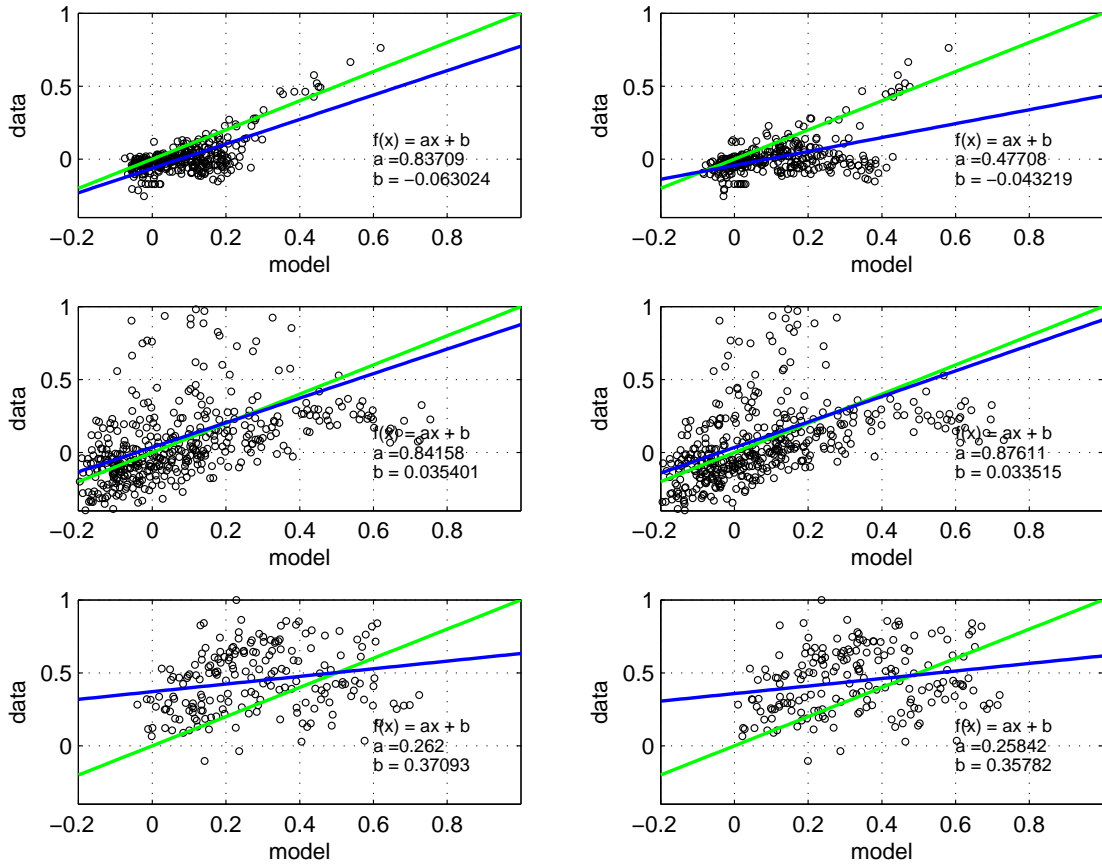 1
0.5
0
data
f(x) = ax + b
a =0.83709
b = −0.063024
−0.2 0 0.2 0.4 0.6 0.8
model
1
0.5
0
data
f(x) = ax + b
a =0.47708
b = −0.043219
−0.2 0 0.2 0.4 0.6 0.8
model
1
0.5
0
data
f(x) = ax + b
a =0.84158
b = 0.035401
−0.2 0 0.2 0.4 0.6 0.8
model
1
0.5
0
data
f(x) = ax + b
a =0.87611
b = 0.033515
−0.2 0 0.2 0.4 0.6 0.8
model
1
0.5
0
data
f(x) = ax + b
a =0.262
b = 0.37093
−0.2 0 0.2 0.4 0.6 0.8
model
1
0.5
0
data
f(x) = ax + b
a =0.25842
b = 0.35782
−0.2 0 0.2 0.4 0.6 0.8
model